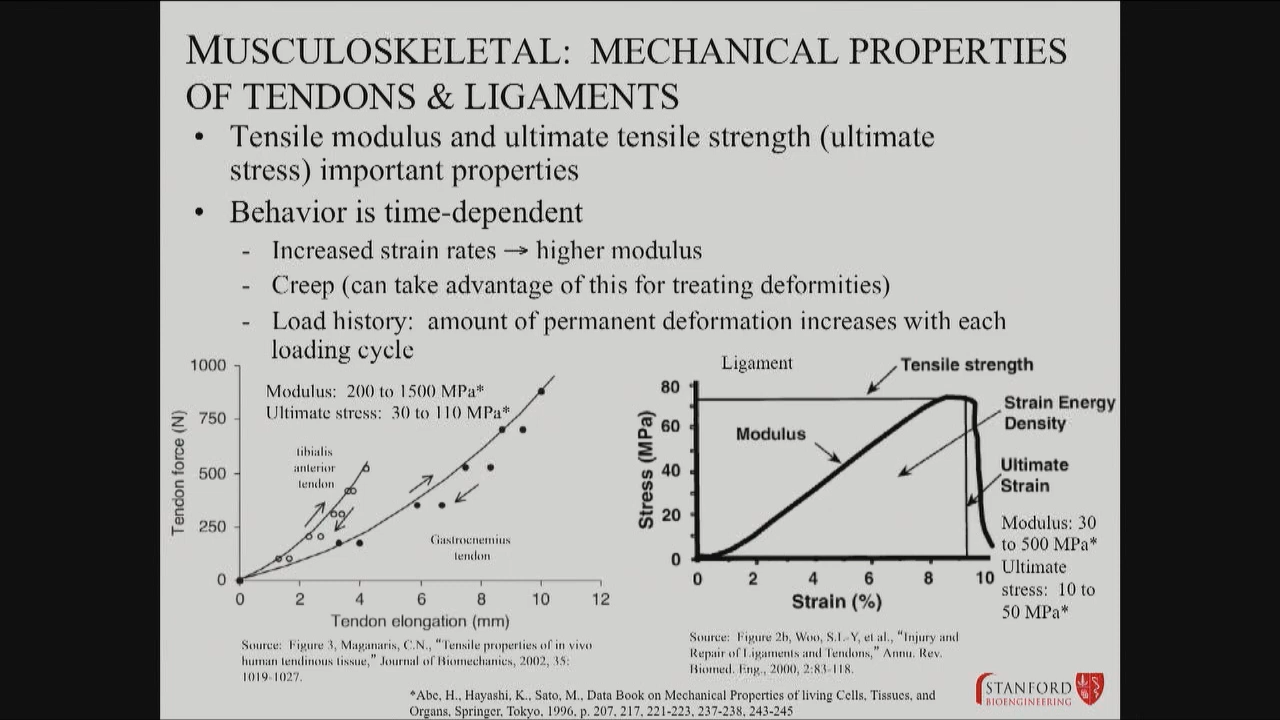 MUSCULOSKELETAL: MECHANICAL PROPERTIES
OF TENDONS & LIGAMENTS
• Tensile modulus and ultimate tensile strength (ultimate
stress) important properties
• Behavior is time-dependent
- Increased strain rates → higher modulus
- Creep (can take advantage of this for treating deformities)
- Load history: amount of permanent deformation increases with each
loading cycle
1000
750
500
250
0
Tendon force (N)
Modulus: 200 to 1500 MPa*
Ultimate stress: 30 to 110 MPa*
tibialis
anterior
tendon
Gastrocnemius
tendon
0 2 4 6 8 10 12
Tendon elongation (mm)
Source: Figure 3, Maganaris, C.N., “Tensile properties of in vivo
human tendinous tissue,” Journal of Biomechanics, 2002, 35:
1019-1027.
Ligament
Tensile strength
80
60
40
20
0
Stress (MPa)
Modulus
Strain Energy
Density
Ultimate
Strain
0 2 4 6 8 10
Strain (%)
Modulus: 30
to 500 MPa*
Ultimate
stress: 10 to
50 MPa*
Source: Figure 2b, Woo, S.L-Y, et al., “Injury and
Repair of Ligaments and Tendons,” Annu. Rev.
Biomed. Eng., 2000, 2:83-118.
*Abe, H., Hayashi, K., Sato, M., Data Book on Mechanical Properties of living Cells, Tissues, and
Organs, Springer, Tokyo, 1996, p. 207, 217, 221-223, 237-238, 243-245
STANFORD
BIOENGINEERING